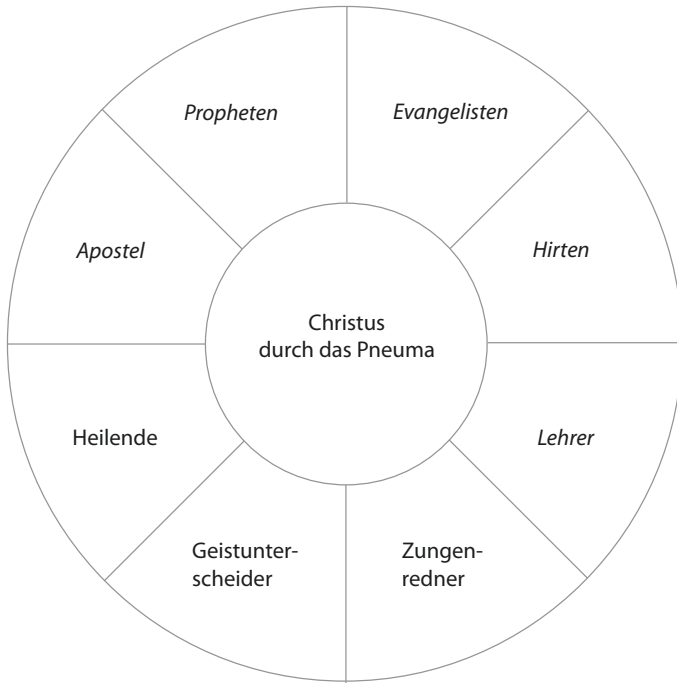 Propheten
Evangelisten
Apostel
Hirten
Christus
durch das Pneuma
Heilende
Lehrer
Geistunter-
scheider
Zungen-
redner